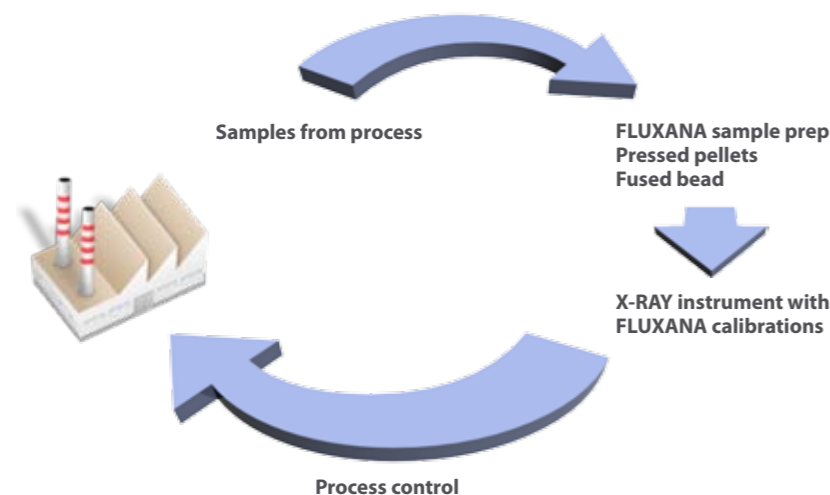 Samples from process
FLUXANA sample prep
Pressed pellets
Fused bead
X-RAY instrument with
FLUXANA calibrations
Process control